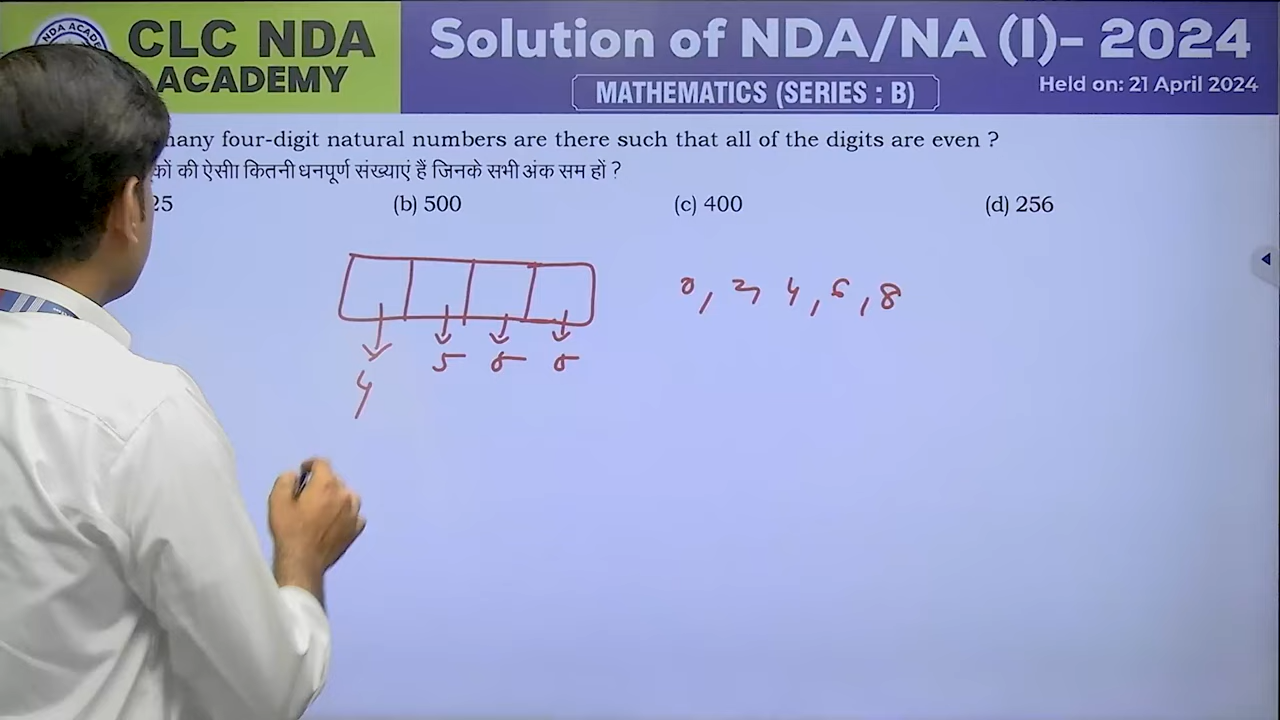 NDA ACADE
CLC NDA
ACADEMY
Solution of NDA/NA (I)- 2024
MATHEMATICS (SERIES : B)
Held on: 21 April 2024
many four-digit natural numbers are there such that all of the digits are even ?
की ऐसीा कितनी धनपूर्ण संख्याएं हैं जिनके सभी अंक सम हों ?
25 (b) 500 (c) 400 (d) 256
0, 2, 4, 6, 8
4 5 5 5